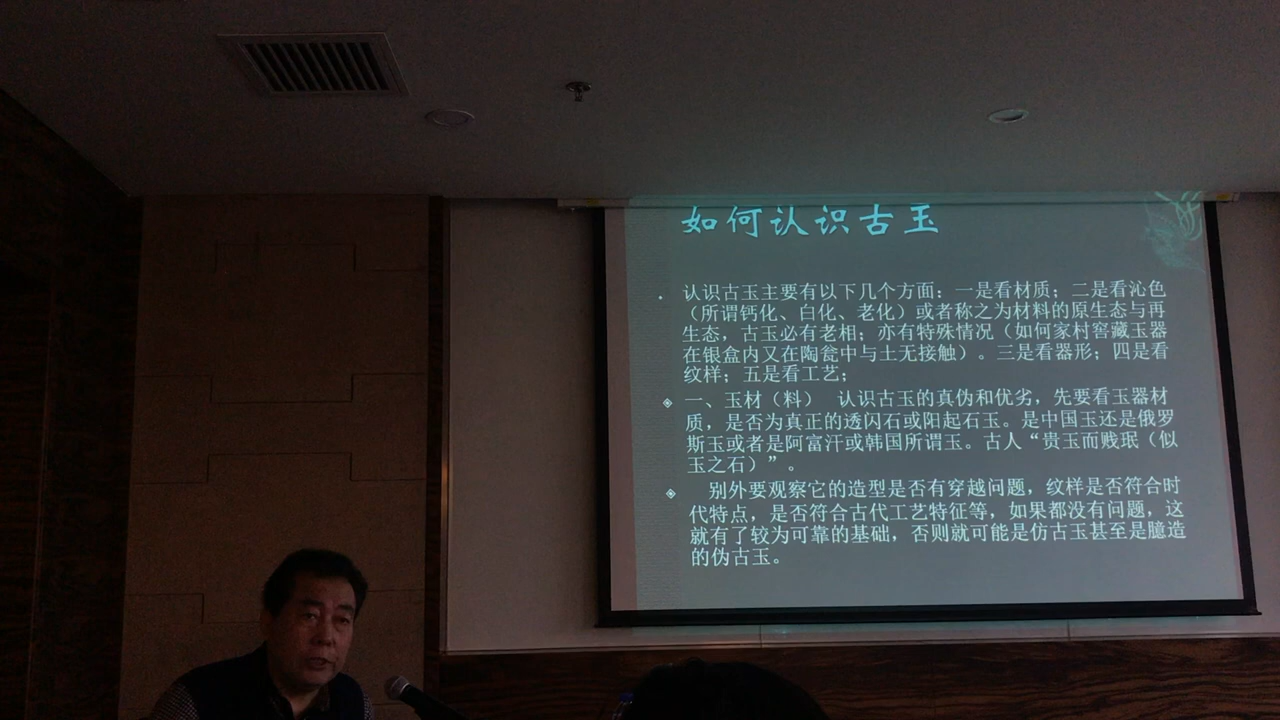 如何认识古玉
. 认识古玉主要有以下几个方面：一是看材质；二是看沁色
（所谓钙化、白化、老化）或者称之为材料的原生态与再
生态，古玉必有老相；亦有特殊情况（如何家村窖藏玉器
在银盒内又在陶瓮中与土无接触）。三是看器形；四是看
纹样；五是看工艺；
一、玉材（料） 认识古玉的真伪和优劣，先要看玉器材
质，是否为真正的透闪石或阳起石玉。是中国玉还是俄罗
斯玉或者是阿富汗或韩国所谓玉。古人“贵玉而贱珉（似
玉之石）”。
别外要观察它的造型是否有穿越问题，纹样是否符合时
代特点，是否符合古代工艺特征等，如果都没有问题，这
就有了较为可靠的基础，否则就可能是仿古玉甚至是臆造
的伪古玉。